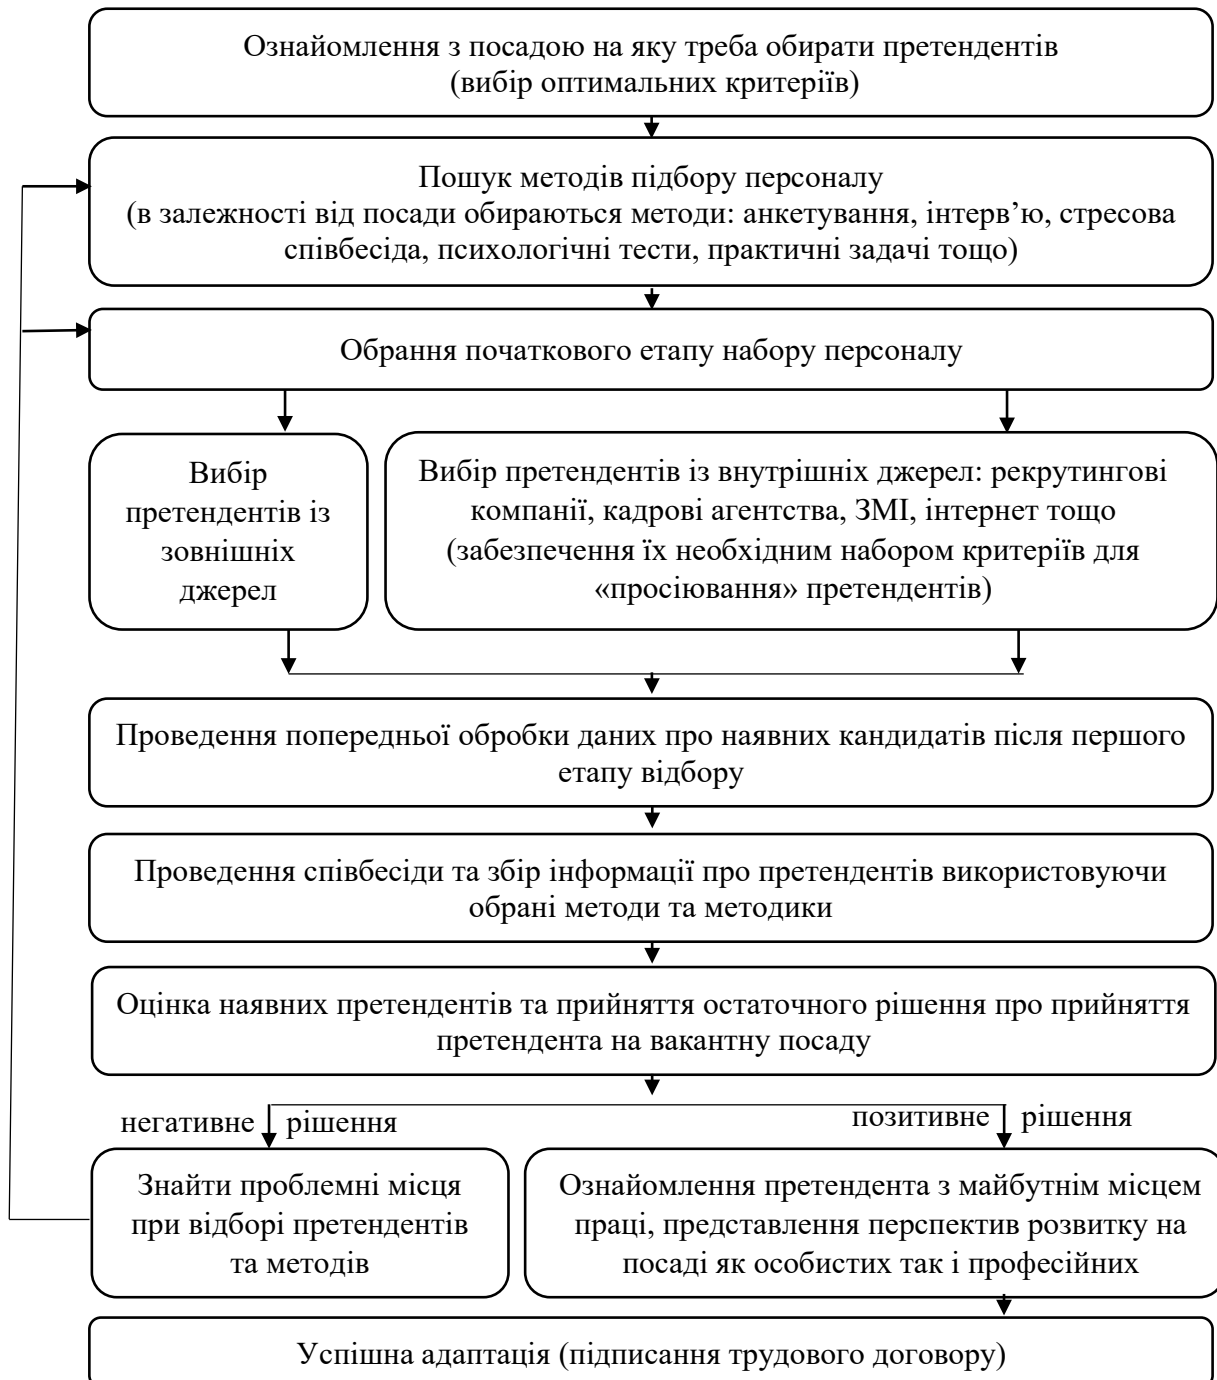 Ознайомлення з посадою на яку треба обирати претендентів
(вибір оптимальних критеріїв)
Пошук методів підбору персоналу
(в залежності від посади обираються методи: анкетування, інтерв’ю, стресова
співбесіда, психологічні тести, практичні задачі тощо)
Обрання початкового етапу набору персоналу
Вибір
претендентів із
зовнішніх
джерел
Вибір претендентів із внутрішніх джерел: рекрутингові
компанії, кадрові агентства, ЗМІ, інтернет тощо
(забезпечення їх необхідним набором критеріїв для
«просіювання» претендентів)
Проведення попередньої обробки даних про наявних кандидатів після першого
етапу відбору
Проведення співбесіди та збір інформації про претендентів використовуючи
обрані методи та методики
Оцінка наявних претендентів та прийняття остаточного рішення про прийняття
претендента на вакантну посаду
негативне рішення
позитивне рішення
Знайти проблемні місця
при відборі претендентів
та методів
Ознайомлення претендента з майбутнім місцем
праці, представлення перспектив розвитку на
посаді як особистих так і професійних
Успішна адаптація (підписання трудового договору)